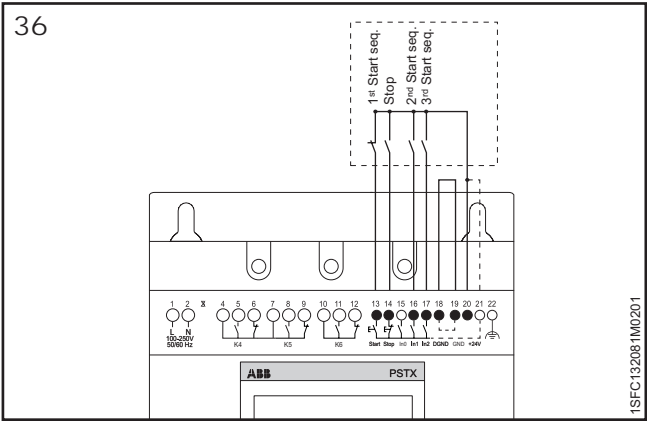 36
1st Start seq.
Stop
2nd Start seq.
3rd Start seq.
1 2 4 5 6 7 8 9 10 11 12 13 14 15 16 17 18 19 20 21 22
L N
100-250V
50/60 Hz
K4 K5 K6 Start Stop In0 In1 In2 DGND GND +24V
ABB PSTX
1SFC132081M0201